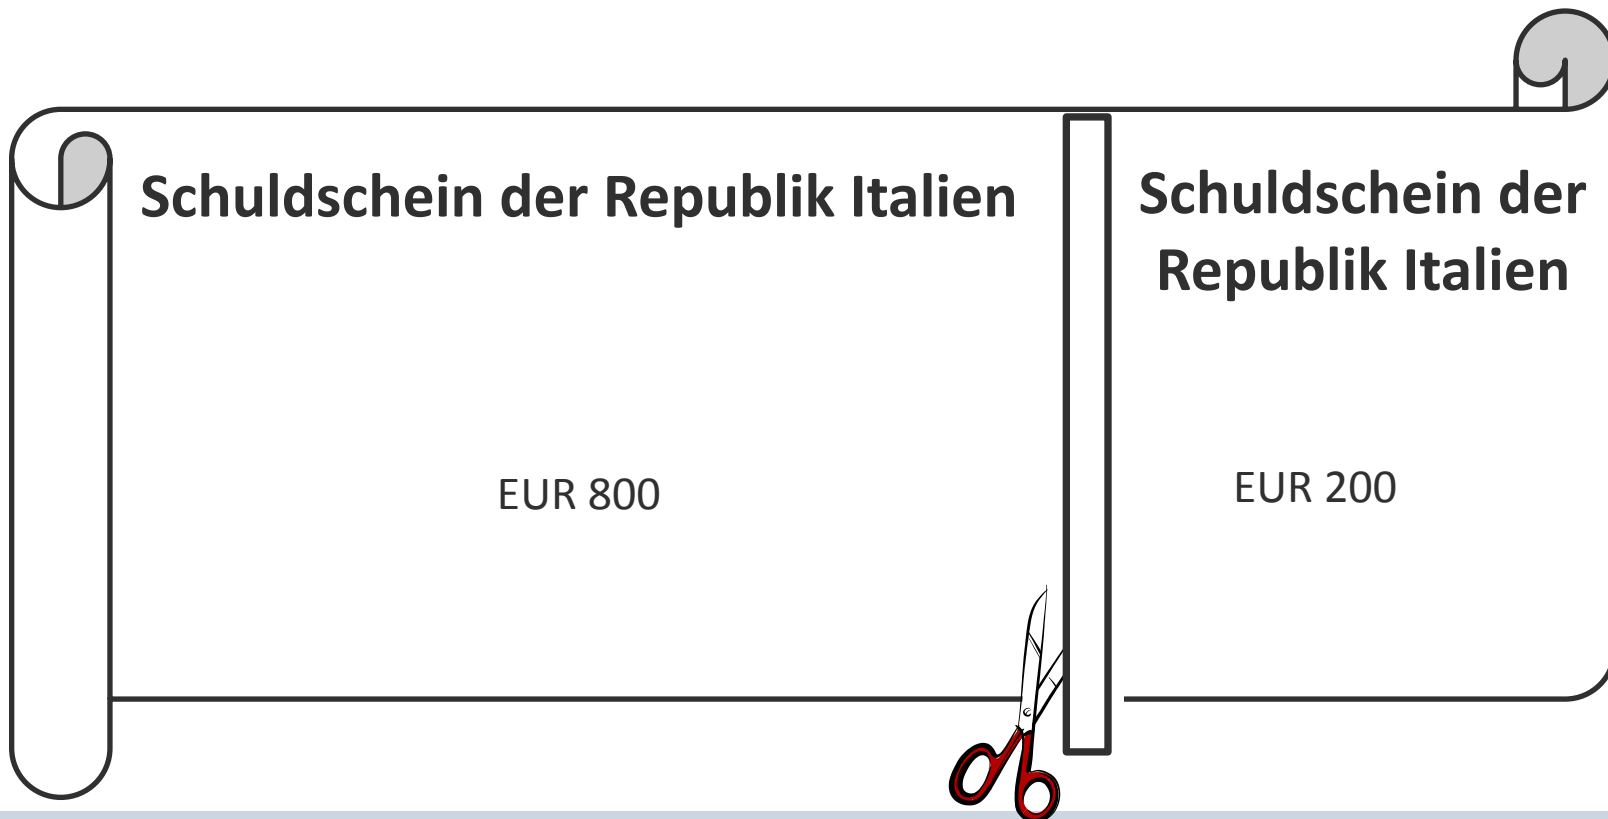 Schuldschein der Republik Italien
EUR 800
Schuldschein der
Republik Italien
EUR 200